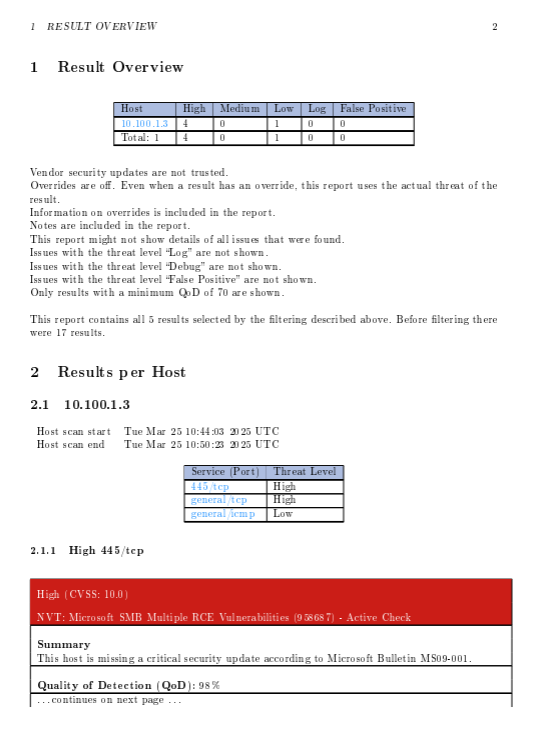 1 RESULT OVERVIEW 2
1 Result Overview
Host High Medium Low Log False Positive
10.100.1.3 4 0 1 0 0
Total: 1 4 0 1 0 0
Vendor security updates are not trusted.
Overrides are off. Even when a result has an override, this report uses the actual threat of the
result.
Information on overrides is included in the report.
Notes are included in the report.
This report might not show details of all issues that were found.
Issues with the threat level “Log” are not shown.
Issues with the threat level “Debug” are not shown.
Issues with the threat level “False Positive” are not shown.
Only results with a minimum QoD of 70 are shown.
This report contains all 5 results selected by the filtering described above. Before filtering there
were 17 results.
2 Results per Host
2.1 10.100.1.3
Host scan start Tue Mar 25 10:44:03 2025 UTC
Host scan end Tue Mar 25 10:50:23 2025 UTC
Service (Port) Threat Level
445/tcp High
general/tcp High
general/icmp Low
2.1.1 High 445/tcp
High (CVSS: 10.0)
NVT: Microsoft SMB Multiple RCE Vulnerabilities (958687) - Active Check
Summary
This host is missing a critical security update according to Microsoft Bulletin MS09-001.
Quality of Detection (QoD): 98%
...continues on next page ...